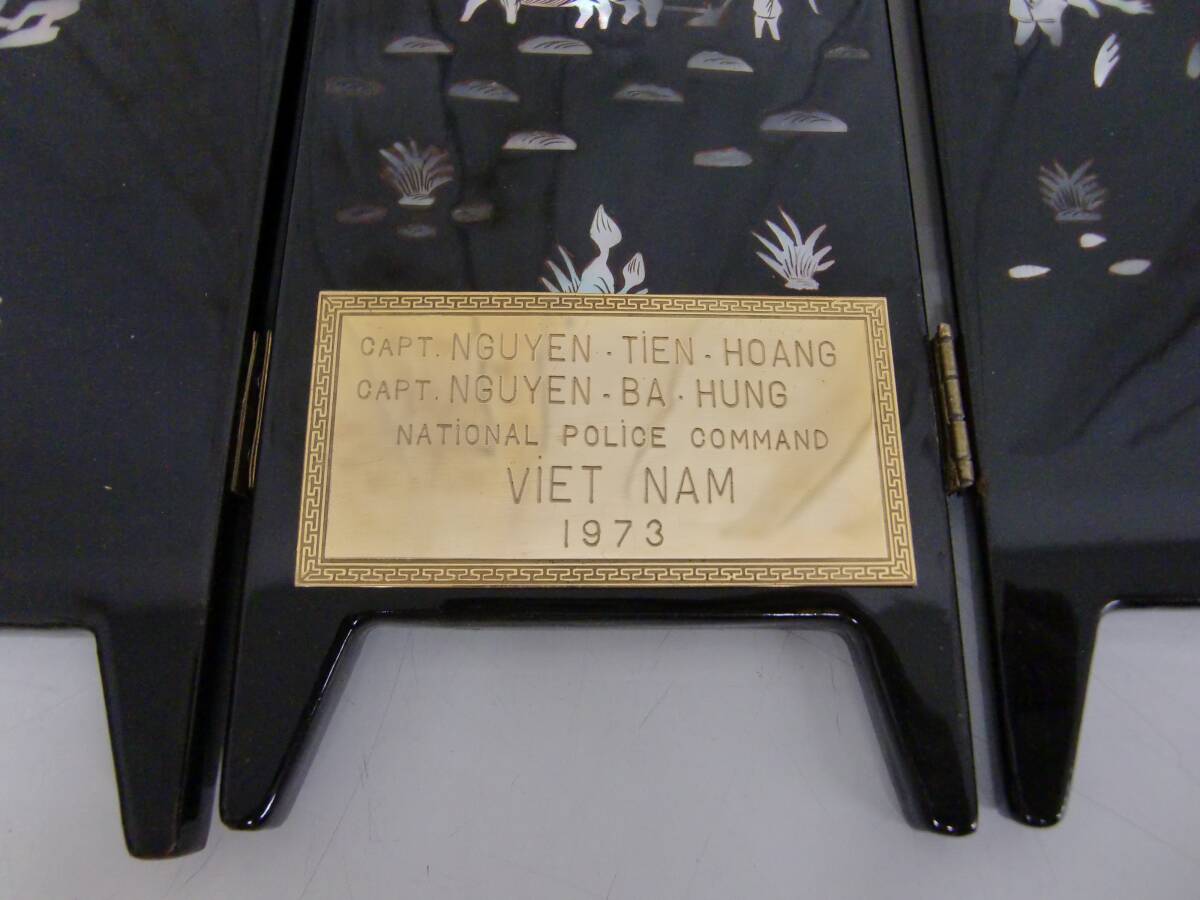 CAPT. NGUYEN - TiEN - HOANG
CAPT. NGUYEN - BA - HUNG
NATiONAL POLiCE COMMAND
ViET NAM
1973